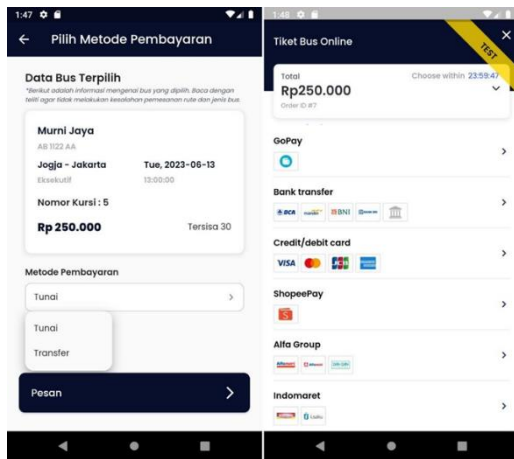 1:47
Pilih Metode Pembayaran
Data Bus Terpilih
*Berikut adalah informasi mengenai bus yang dipilih. Baca dengan
teliti agar tidak melakukan kesalahan pemesanan rute dan jenis bus.
Murni Jaya
AB 1122 AA
Jogja - Jakarta Tue, 2023-06-13
Eksekutif 13:00:00
Nomor Kursi : 5
Rp 250.000 Tersisa 30
Metode Pembayaran
Tunai
Tunai
Transfer
Pesan
1:48
Tiket Bus Online
TEST
Total Choose within 23:59:47
Rp250.000
Order ID #7
GoPay
Bank transfer
BCA mandiri BNI
Credit/debit card
VISA JCB
ShopeePay
Alfa Group
Indomaret